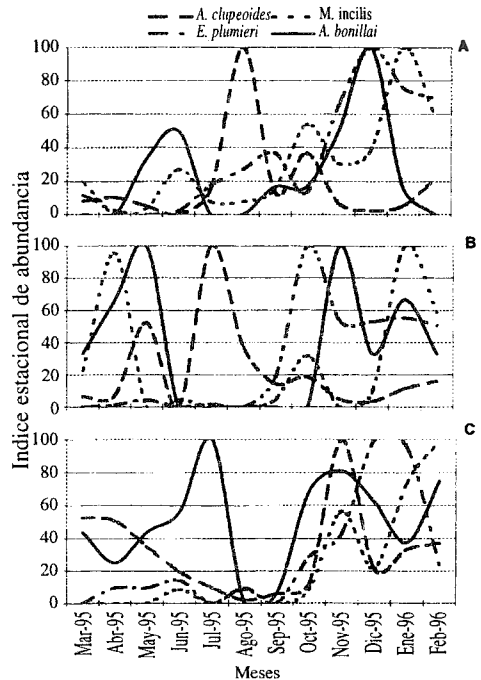 A. clupeoides M. incilis
E. plumieri A. bonillai
A
100
80
60
40
20
0
B
100
80
60
40
20
0
C
100
80
60
40
20
0
Indice estacional de abundancia
Mar-95 Abr-95 May-95 Jun-95 Jul-95 Ago-95 Sep-95 Oct-95 Nov-95 Dic-95 Ene-96 Feb-96
Meses